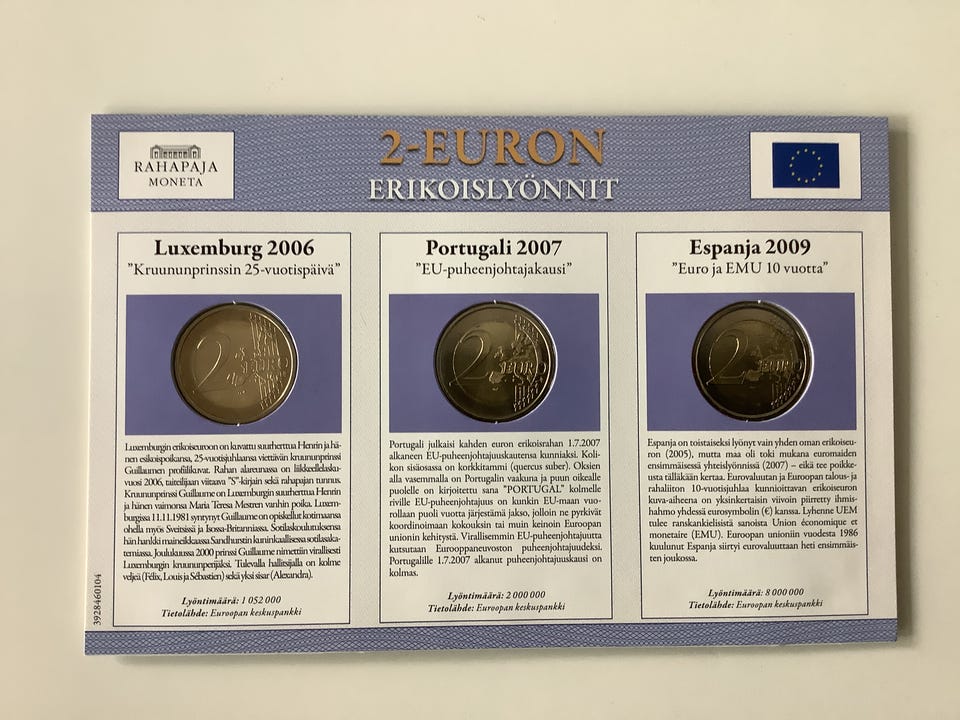 RAHAPAJA
MONETA
2-EURON
ERIKOISLYÖNNIT
Luxemburg 2006
"Kruununprinssin 25-vuotispäivä"
2 EURO
Luxemburgin erikoiseuroon on kuvattu suurherttua Henrin ja hä-
nen esikoispoikansa, 25-vuotisjuhlaansa viettävän kruununprinssi
Guillaumen profiilikuvat. Rahan alareunassa on liikkeellelasku-
vuosi 2006, taiteilijaan viittaava "S"-kirjain sekä rahapajan tunnus.
Kruununprinssi Guillaume on Luxemburgin suurherttua Henrin
ja hänen vaimonsa Maria Teresa Mestren vanhin poika. Luxem-
burgissa 11.11.1981 syntynyt Guillaume on opiskellut kotimaansa
ohella myös Sveitsissä ja Isossa-Britanniassa. Sotilaskoulutuksensa
hän hankki maineikkaassa Sandhurstin kuninkaallisessa sotilasaka-
temiassa. Joulukuussa 2000 prinssi Guillaume nimettiin virallisesti
Luxemburgin kruununperijäksi. Tulevalla hallitsijalla on kolme
veljeä (Félix, Louis ja Sébastien) sekä yksi sisar (Alexandra).
Lyöntimäärä: 1 052 000
Tietolähde: Euroopan keskuspankki
Portugali 2007
"EU-puheenjohtajakausi"
2 EURO
Portugali julkaisi kahden euron erikoisrahan 1.7.2007
alkaneen EU-puheenjohtajuuskautensa kunniaksi. Koli-
kon sisäosassa on korkkitammi (quercus suber). Oksien
alla vasemmalla on Portugalin vaakuna ja puun oikealle
puolelle on kirjoitettu sana "PORTUGAL" kolmelle
riville EU-puheenjohtajuus on kunkin EU-maan vuo-
rollaan puoli vuotta järjestämä jakso, jolloin ne pyrkivät
koordinoimaan kokouksin tai muin keinoin Euroopan
unionin kehitystä. Virallisemmin EU-puheenjohtajuutta
kutsutaan Eurooppaneuvoston puheenjohtajuudeksi.
Portugalille 1.7.2007 alkanut puheenjohtajuuskausi on
kolmas.
Lyöntimäärä: 2 000 000
Tietolähde: Euroopan keskuspankki
Espanja 2009
"Euro ja EMU 10 vuotta"
2 EURO
Espanja on toistaiseksi lyönyt vain yhden oman erikoiseu-
ron (2005), mutta maa oli toki mukana euromaiden
ensimmäisessä yhteislyönnissä (2007) – eikä tee poikke-
usta tälläkään kertaa. Eurovaluutan ja Euroopan talous- ja
rahaliiton 10-vuotisjuhlaa kunnioittavan erikoiseuron
kuva-aiheena on yksinkertaisin viivoin piirretty ihmis-
hahmo yhdessä eurosymbolin (€) kanssa. Lyhenne UEM
tulee ranskankielisistä sanoista Union économique et
monetaire (EMU). Euroopan unioniin vuodesta 1986
kuulunut Espanja siirtyi eurovaluuttaan heti ensimmäis-
ten joukossa.
Lyöntimäärä: 8 000 000
Tietolähde: Euroopan keskuspankki
3928460104